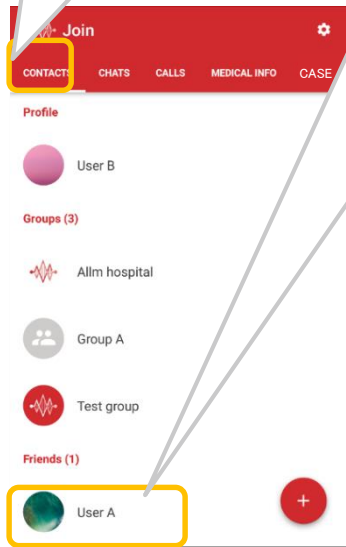 Join
CONTACTS CHATS CALLS MEDICAL INFO CASE
Profile
User B
Groups (3)
Allm hospital
Group A
Test group
Friends (1)
User A
+